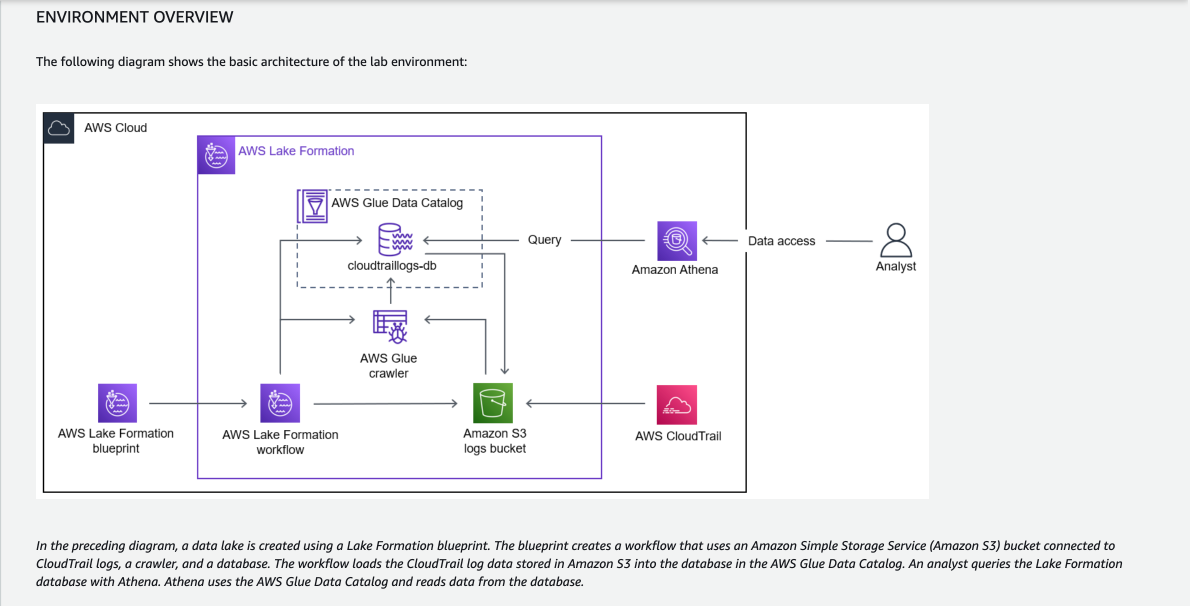 ENVIRONMENT OVERVIEW
The following diagram shows the basic architecture of the lab environment:
AWS Cloud
AWS Lake Formation
AWS Glue Data Catalog
cloudtraillogs-db
Query
Amazon Athena
Data access
Analyst
AWS Glue
crawler
AWS Lake Formation
blueprint
AWS Lake Formation
workflow
Amazon S3
logs bucket
AWS CloudTrail
In the preceding diagram, a data lake is created using a Lake Formation blueprint. The blueprint creates a workflow that uses an Amazon Simple Storage Service (Amazon S3) bucket connected to
CloudTrail logs, a crawler, and a database. The workflow loads the CloudTrail log data stored in Amazon S3 into the database in the AWS Glue Data Catalog. An analyst queries the Lake Formation
database with Athena. Athena uses the AWS Glue Data Catalog and reads data from the database.